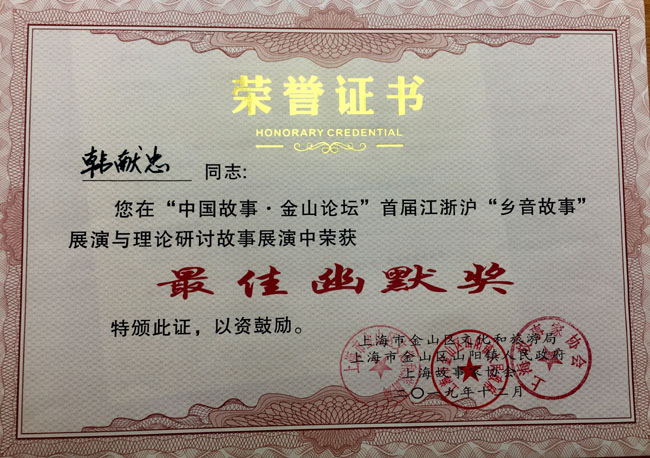 荣誉证书
HONORARY CREDENTIAL
韩献忠 同志:
您在“中国故事·金山论坛”首届江浙沪“乡音故事”
展演与理论研讨故事展演中荣获
最佳幽默奖
特颁此证，以资鼓励。
上海市金山区文化和旅游局
上海市金山区山阳镇人民政府
上海故事家协会
二〇一九年十二月